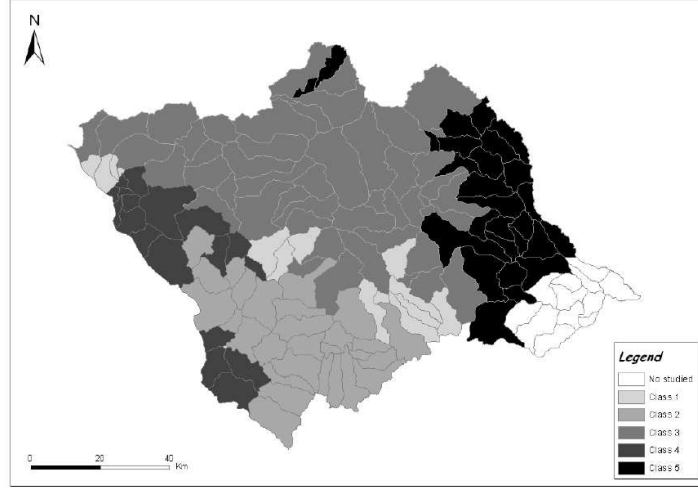 N
Legend
No studied
Class 1
Class 2
Class 3
Class 4
Class 5
0 20 40
Km